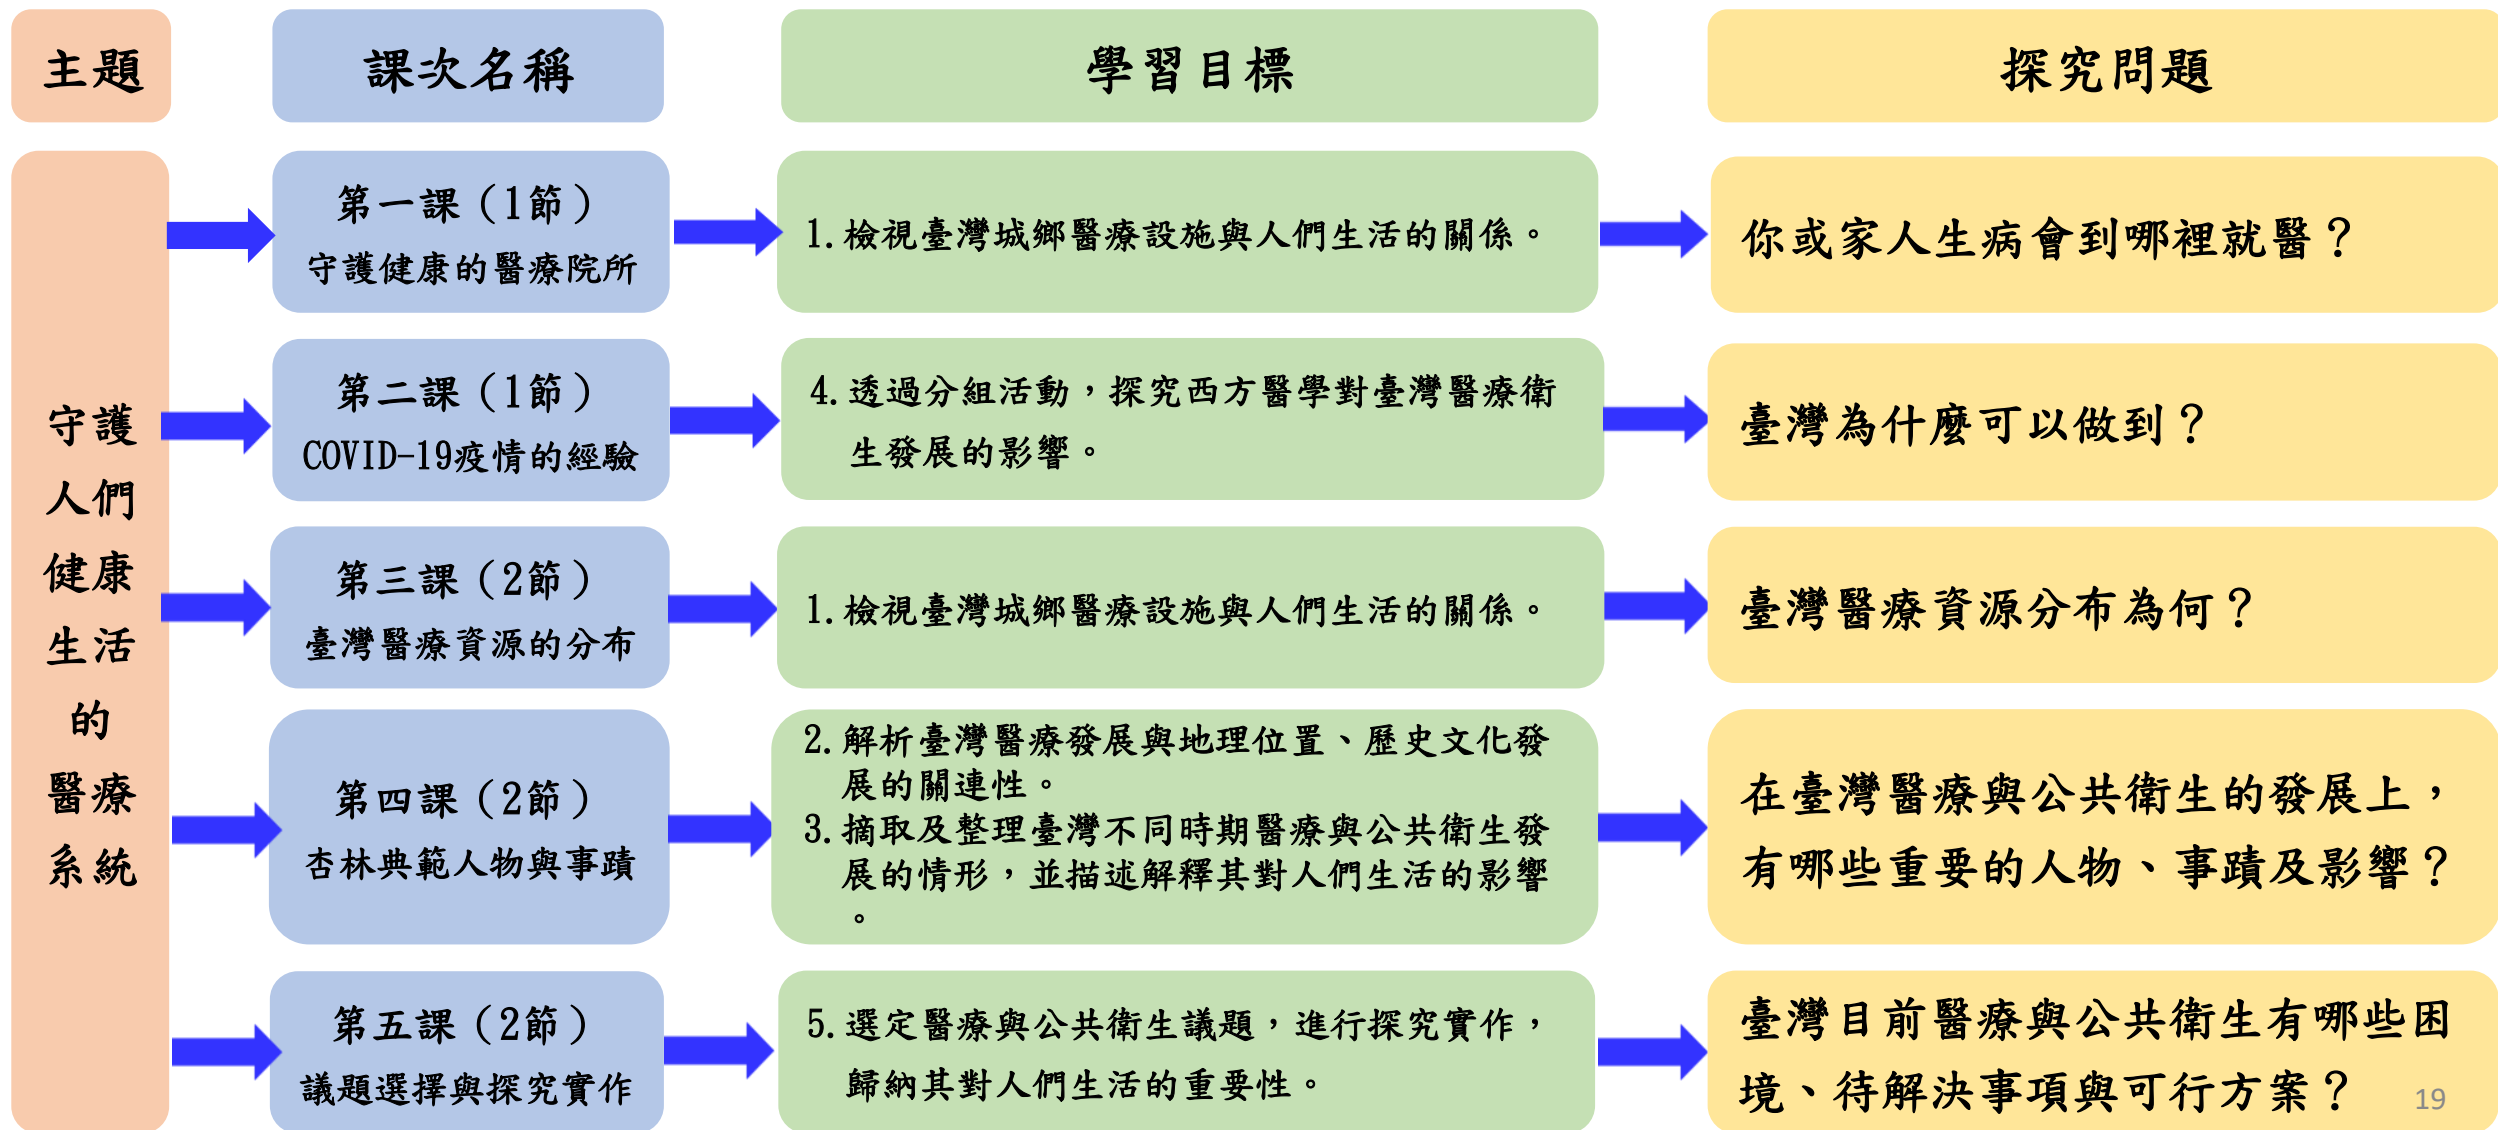 主題
課次名稱
學習目標
探究問題
守護
人們
健康
生活
的
醫療
系統
第一課（1節）
守護健康的醫療院所
1.檢視臺灣城鄉醫療設施與人們生活的關係。
你或家人生病會到哪裡就醫？
第二課（1節）
COVID-19疫情的經驗
4.透過分組活動，探究西方醫學對臺灣醫療衛
生發展的影響。
臺灣為什麼可以做到？
第三課（2節）
臺灣醫療資源的分布
1.檢視臺灣城鄉醫療設施與人們生活的關係。
臺灣醫療資源分布為何？
第四課（2節）
杏林典範人物與事蹟
2.解析臺灣醫療發展與地理位置、歷史文化發
展的關連性。
3.摘取及整理臺灣不同時期醫療與公共衛生發
展的情形，並描述解釋其對人們生活的影響
。
在臺灣醫療與公共衛生的發展上，
有哪些重要的人物、事蹟及影響？
第五課（2節）
議題選擇與探究實作
5.選定醫療與公共衛生議題，進行探究實作，
歸納其對人們生活的重要性。
臺灣目前醫療與公共衛生有哪些困
境、待解決事項與可行方案？
19